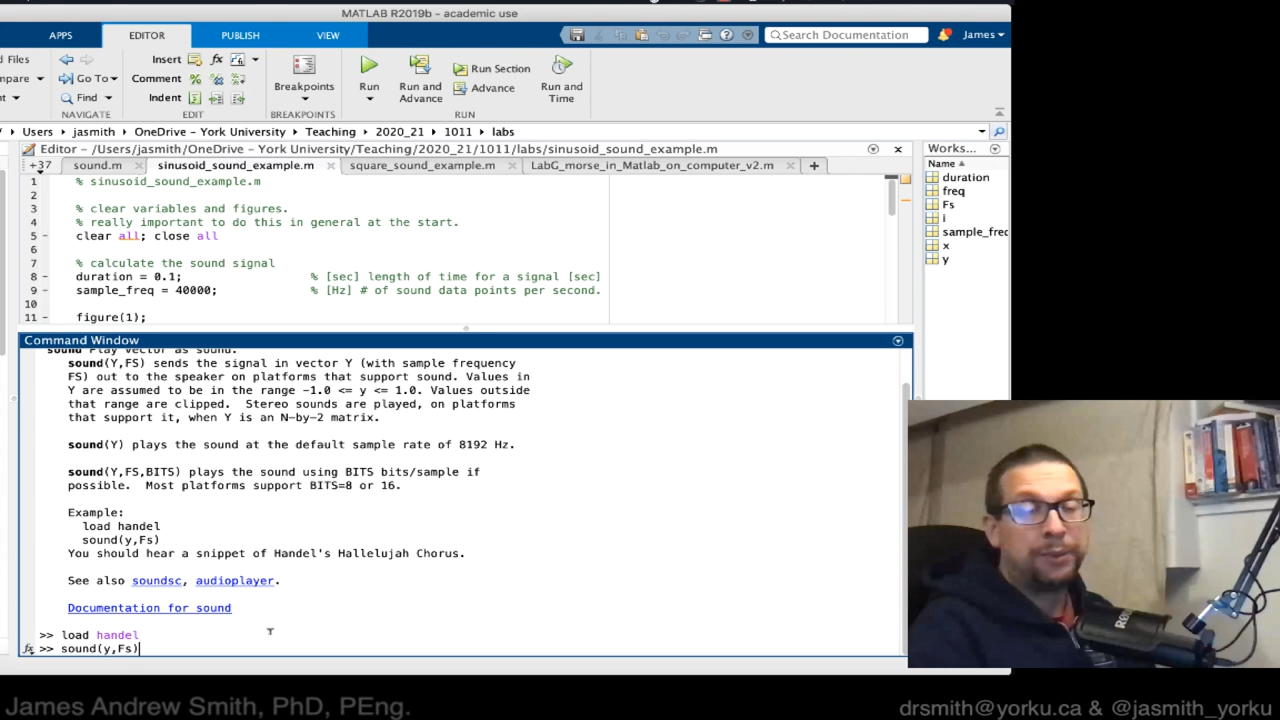 MATLAB R2019b - academic use
APPS EDITOR PUBLISH VIEW
Search Documentation
James
Files
Insert
Comment
Indent
Go To
Find
Breakpoints
Run
Run and Advance
Run Section
Advance
Run and Time
NAVIGATE EDIT BREAKPOINTS RUN
Users jasmith OneDrive - York University Teaching 2020_21 1011 labs
Editor - /Users/jasmith/OneDrive - York University/Teaching/2020_21/1011/labs/sinusoid_sound_example.m
+37 sound.m sinusoid_sound_example.m square_sound_example.m LabG_morse_in_Matlab_on_computer_v2.m
1 % sinusoid_sound_example.m
2
3 % clear variables and figures.
4 % really important to do this in general at the start.
5 - clear all; close all
6
7 % calculate the sound signal
8 - duration = 0.1; % [sec] length of time for a signal [sec]
9 - sample_freq = 40000; % [Hz] # of sound data points per second.
10
11 - figure(1);
Works...
Name
duration
freq
Fs
i
sample_freq
x
y
Command Window
sound Play vector as sound.
sound(Y,FS) sends the signal in vector Y (with sample frequency
FS) out to the speaker on platforms that support sound. Values in
Y are assumed to be in the range -1.0 <= y <= 1.0. Values outside
that range are clipped. Stereo sounds are played, on platforms
that support it, when Y is an N-by-2 matrix.
sound(Y) plays the sound at the default sample rate of 8192 Hz.
sound(Y,FS,BITS) plays the sound using BITS bits/sample if
possible. Most platforms support BITS=8 or 16.
Example:
load handel
sound(y,Fs)
You should hear a snippet of Handel's Hallelujah Chorus.
See also soundsc, audioplayer.
Documentation for sound
>> load handel
fx >> sound(y,Fs)
RØDE
James Andrew Smith, PhD, PEng.
drsmith@yorku.ca & @jasmith_yorku